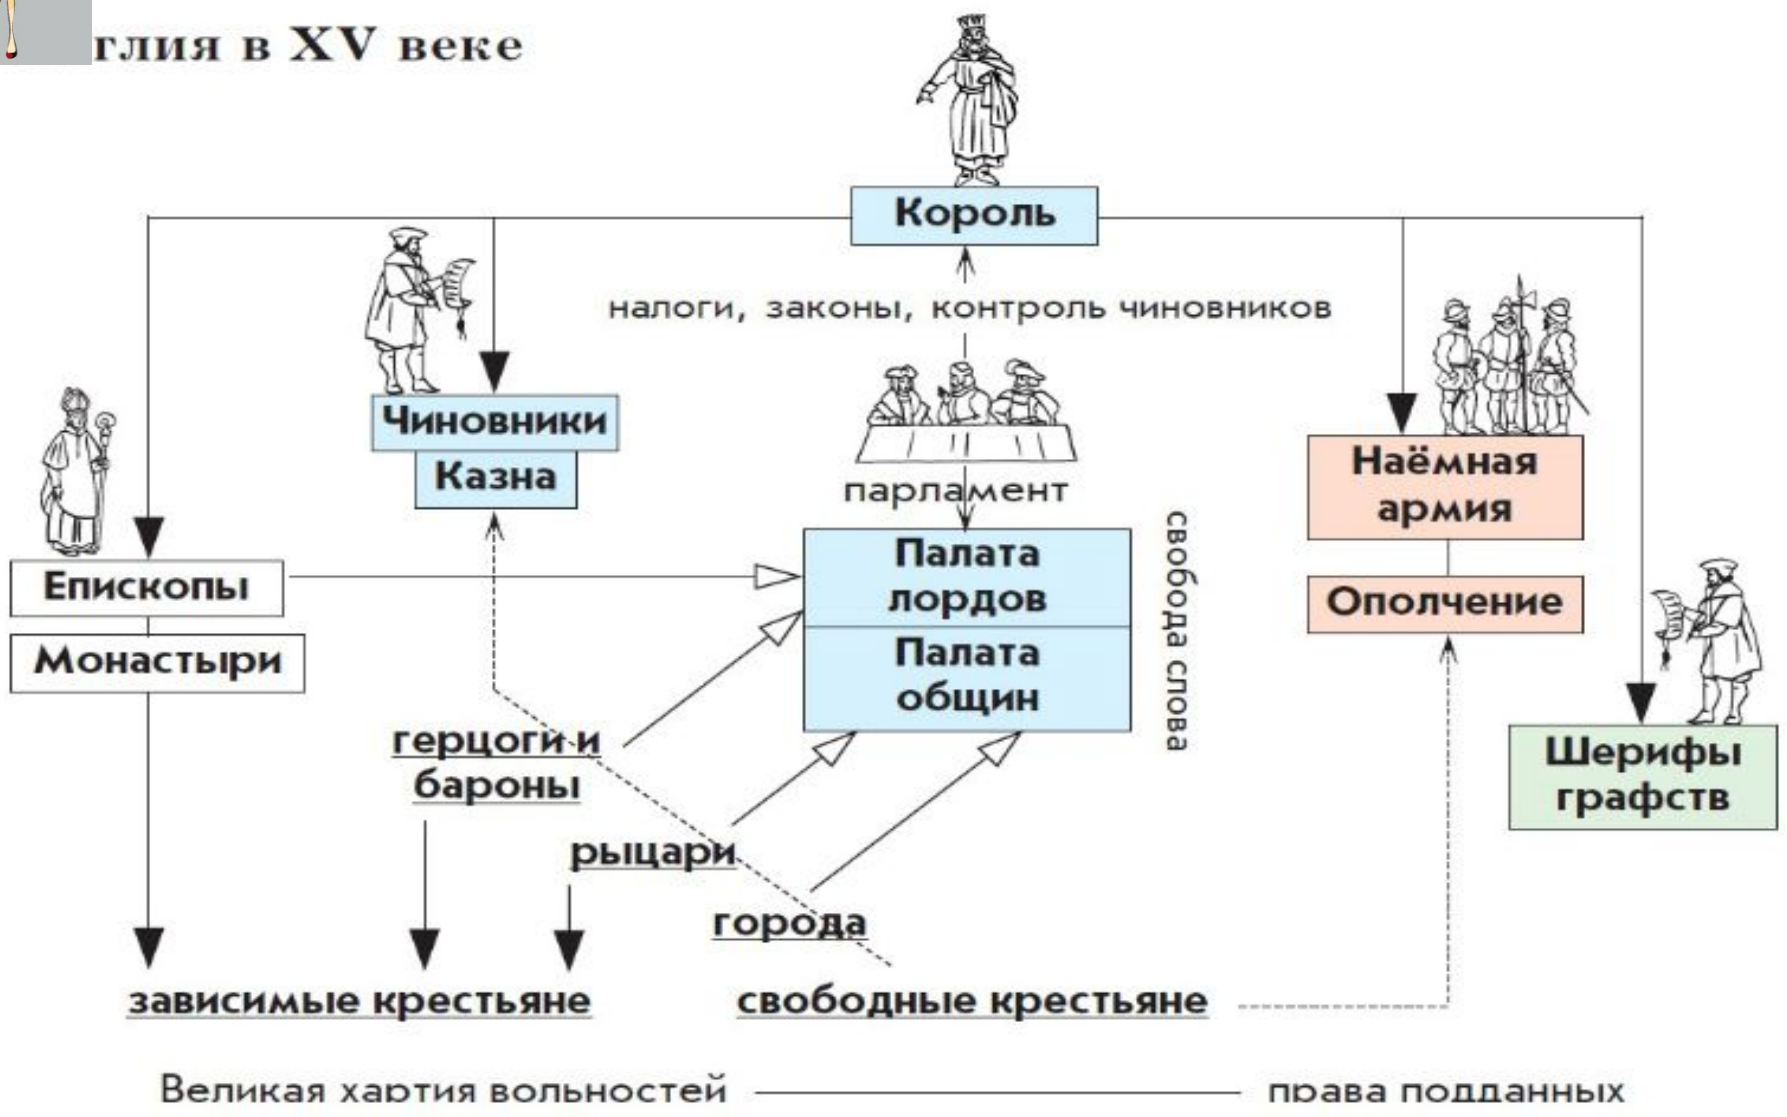 глия в XV веке
Король
налоги, законы, контроль чиновников
Чиновники
Казна
парламент
Наёмная
армия
Ополчение
Епископы
Монастыри
Палата
лордов
Палата
общин
свобода слова
Шерифы
графств
герцоги и
бароны
рыцари
города
зависимые крестьяне
свободные крестьяне
Великая хартия вольностей
права подданных